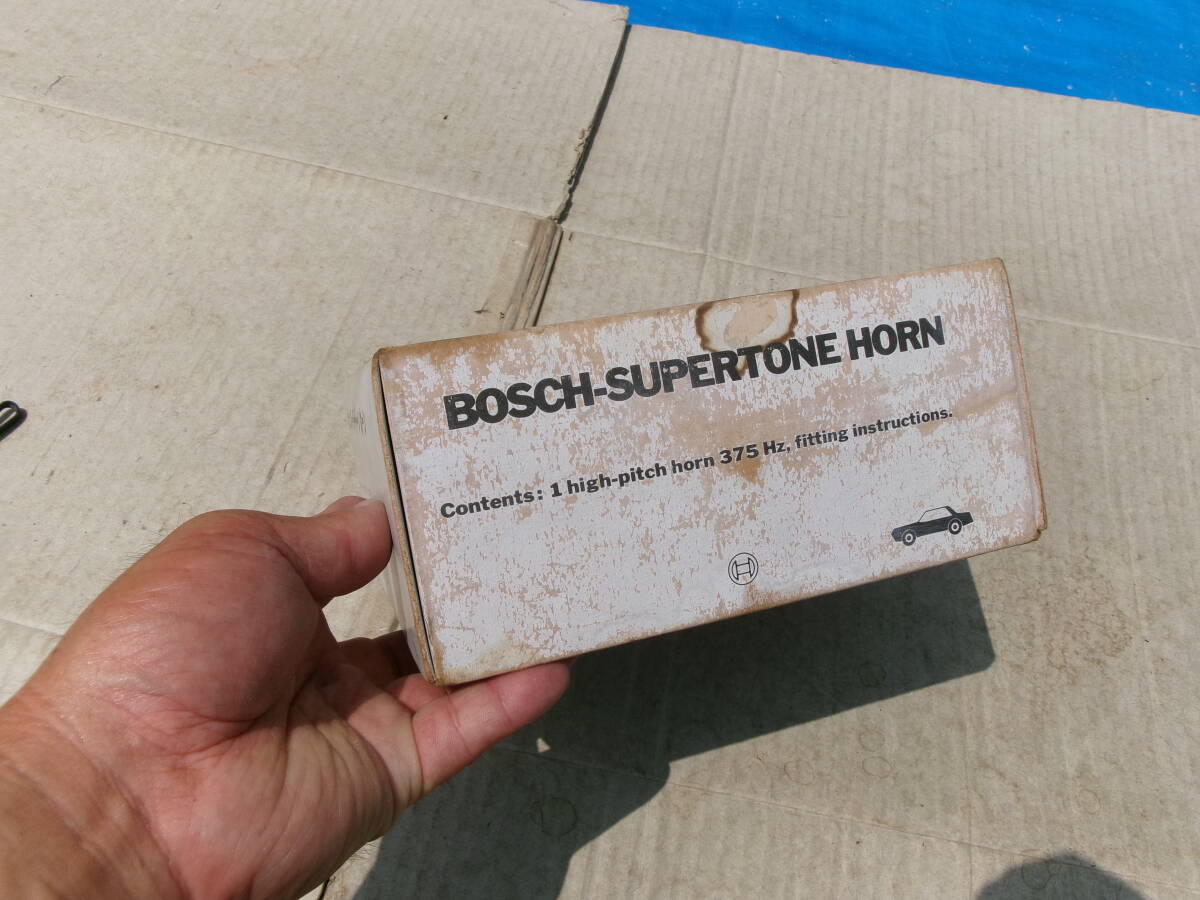 BOSCH-SUPERTONE HORN
Contents: 1 high-pitch horn 375 Hz, fitting instructions.